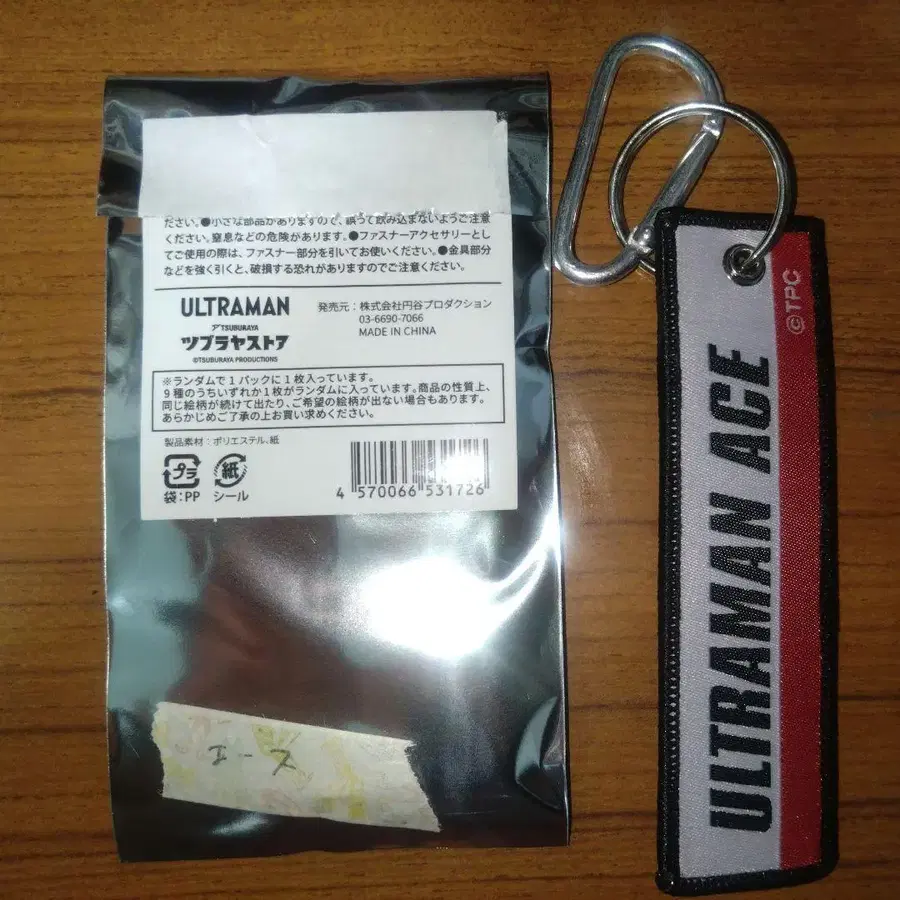 ださい。●小さな部品がありますので、誤って飲み込まないようご注意
ください。窒息などの危険があります。●ファスナーアクセサリーとし
てご使用の際は、ファスナー部分を引いてお使いください。●金具部分
などを強く引くと、破損する恐れがありますのでご注意ください。
ULTRAMAN
TSUBURAYA
ツブラヤストア
©TSUBURAYA PRODUCTIONS
発売元:株式会社円谷プロダクション
03-6690-7066
MADE IN CHINA
※ランダムで1パックに1枚入っています。
9種のうちいずれか1枚がランダムに入っています。商品の性質上、
同じ絵柄が続けて出たり、ご希望の絵柄が出ない場合もあります。
あらかじめご了承の上お買い求めください。
製品素材:ポリエステル、紙
プラ
袋:PP
紙
シール
4 570066 531726
エース
©TPC
ULTRAMAN ACE